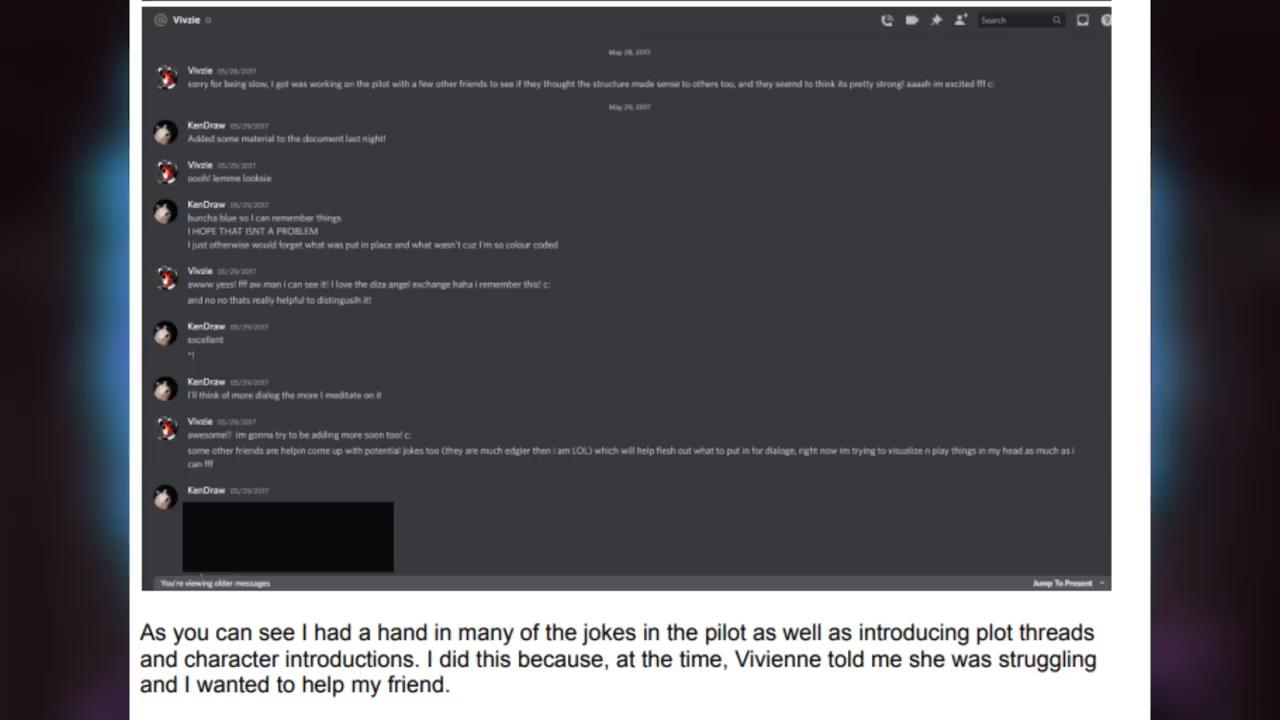 Vivzie
Search
May 28, 2017
Vivzie 05/28/2017
sorry for being slow, I got was working on the pilot with a few other friends to see if they thought the structure made sense to others too, and they seemd to think its pretty strong! aaaah im excited fff c:
May 29, 2017
KenDraw 05/29/2017
Added some material to the document last night!
Vivzie 05/29/2017
oooh! lemme looksie
KenDraw 05/29/2017
buncha blue so I can remember things
I HOPE THAT ISNT A PROBLEM
I just otherwise would forget what was put in place and what wasn't cuz I'm so colour coded
Vivzie 05/29/2017
awww yess! fff aw man i can see it! I love the diza angel exchange haha i remember this! c:
and no no thats really helpful to distingusih it!
KenDraw 05/29/2017
excellent
*!
KenDraw 05/29/2017
I'll think of more dialog the more I meditate on it
Vivzie 05/29/2017
awesome!! im gonna try to be adding more soon too! c:
some other friends are helpin come up with potential jokes too (they are much edgier then i am LOL) which will help flesh out what to put in for dialoge, right now im trying to visualize n play things in my head as much as i
can fff
KenDraw 05/29/2017
You're viewing older messages
Jump To Present
As you can see I had a hand in many of the jokes in the pilot as well as introducing plot threads
and character introductions. I did this because, at the time, Vivienne told me she was struggling
and I wanted to help my friend.